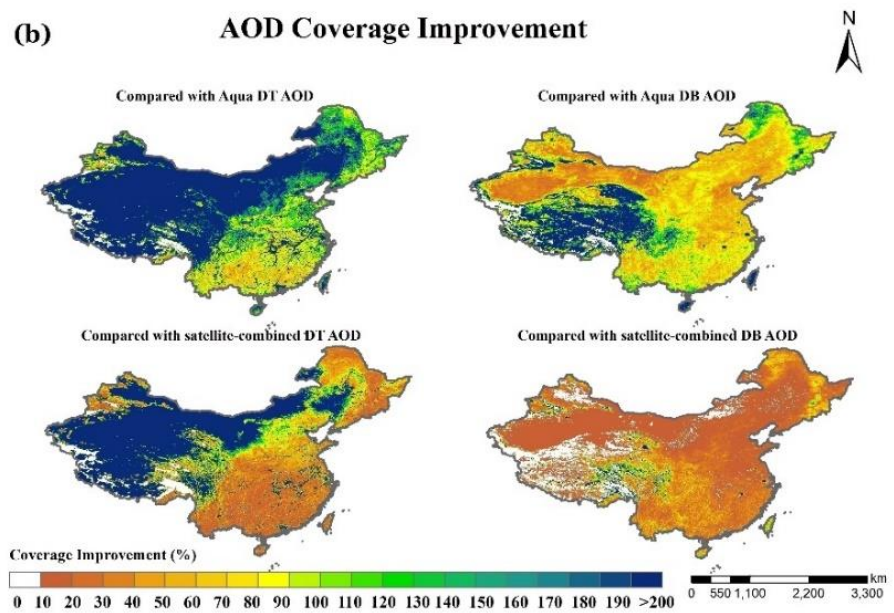 (b)
AOD Coverage Improvement
N
Compared with Aqua DT AOD
Compared with Aqua DB AOD
Compared with satellite-combined DT AOD
Compared with satellite-combined DB AOD
Coverage Improvement (%)
0 10 20 30 40 50 60 70 80 90 100 110 120 130 140 150 160 170 180 190 >200
km
0 550 1,100 2,200 3,300